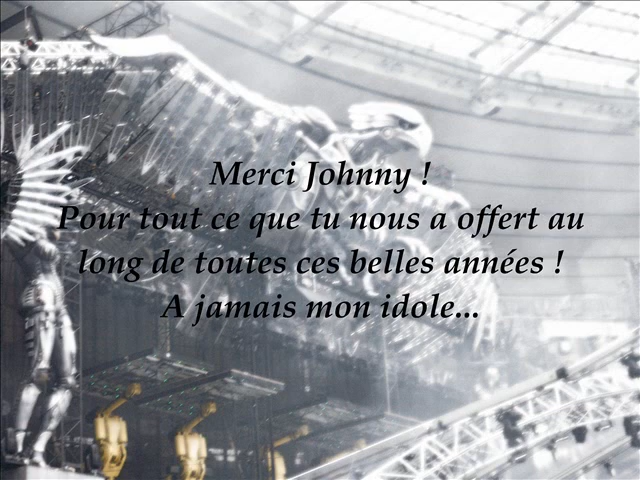 Merci Johnny !
Pour tout ce que tu nous a offert au
long de toutes ces belles années !
A jamais mon idole...